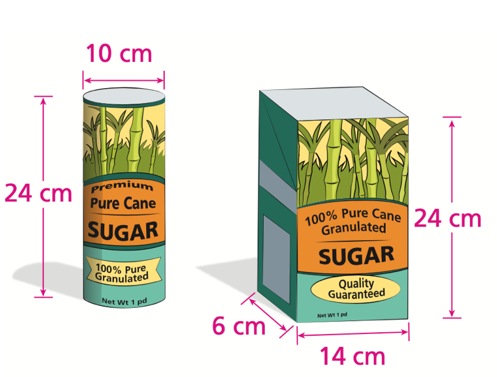 10 cm
24 cm
Premium
Pure Cane
SUGAR
100% Pure
Granulated
Net Wt 1 pd
100% Pure Cane
Granulated
SUGAR
Quality
Guaranteed
Net Wt 1 pd
24 cm
6 cm
14 cm